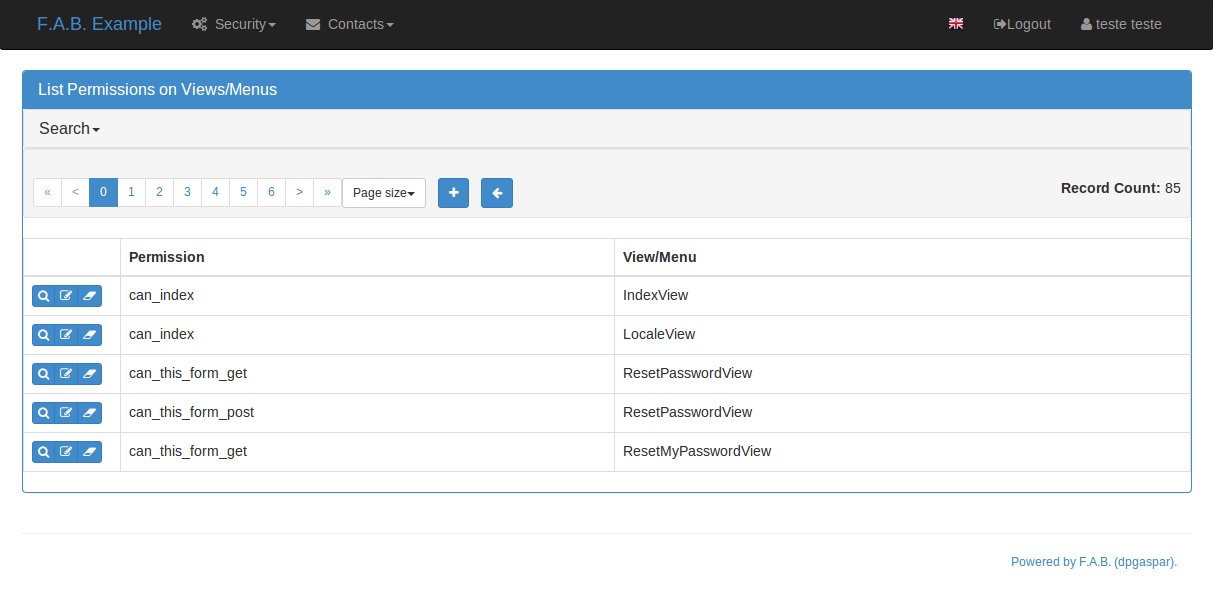 F.A.B. Example Security Contacts Logout teste teste
List Permissions on Views/Menus
Search
« < 0 1 2 3 4 5 6 > » Page size Record Count: 85
Permission View/Menu
can_index IndexView
can_index LocaleView
can_this_form_get ResetPasswordView
can_this_form_post ResetPasswordView
can_this_form_get ResetMyPasswordView
Powered by F.A.B. (dpgaspar).